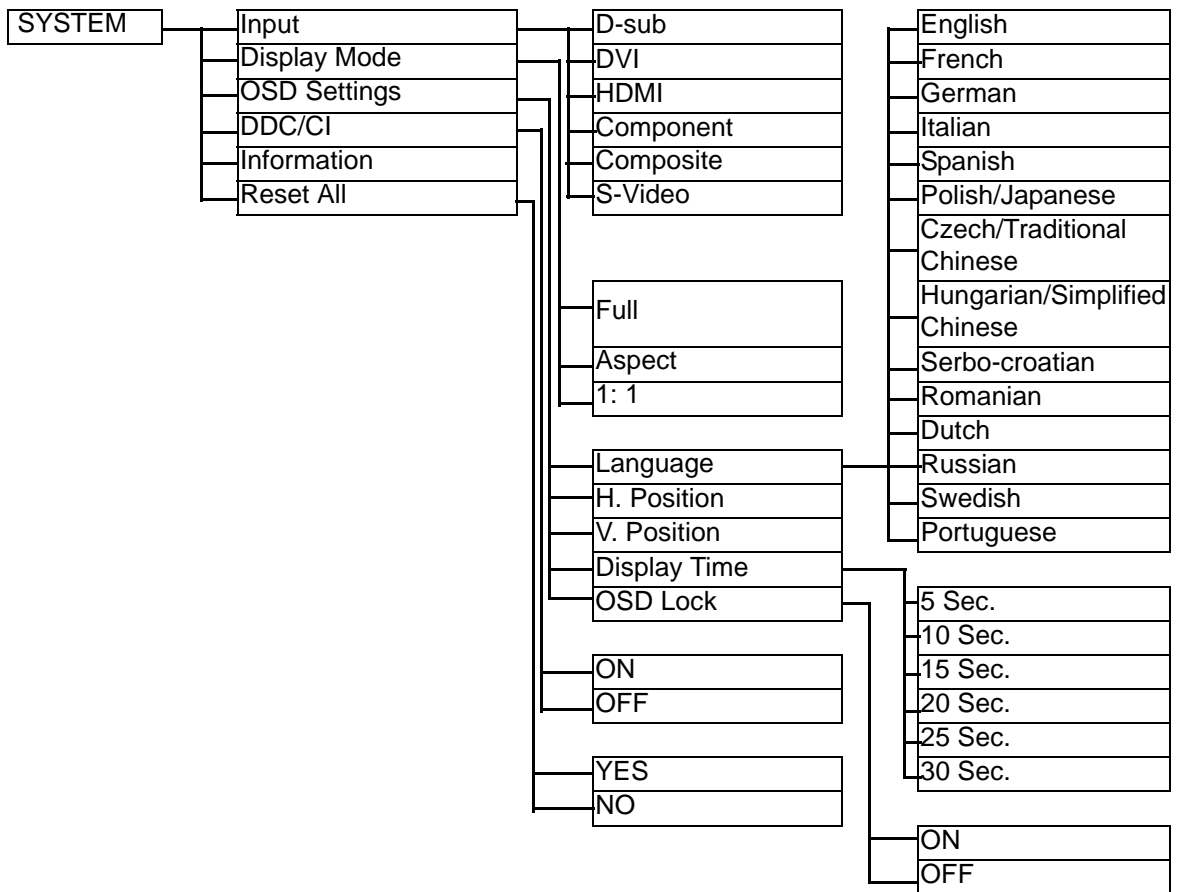 SYSTEM
Input
Display Mode
OSD Settings
DDC/CI
Information
Reset All
D-sub
DVI
HDMI
Component
Composite
S-Video
Full
Aspect
1: 1
Language
H. Position
V. Position
Display Time
OSD Lock
ON
OFF
YES
NO
English
French
German
Italian
Spanish
Polish/Japanese
Czech/Traditional
Chinese
Hungarian/Simplified
Chinese
Serbo-croatian
Romanian
Dutch
Russian
Swedish
Portuguese
5 Sec.
10 Sec.
15 Sec.
20 Sec.
25 Sec.
30 Sec.
ON
OFF